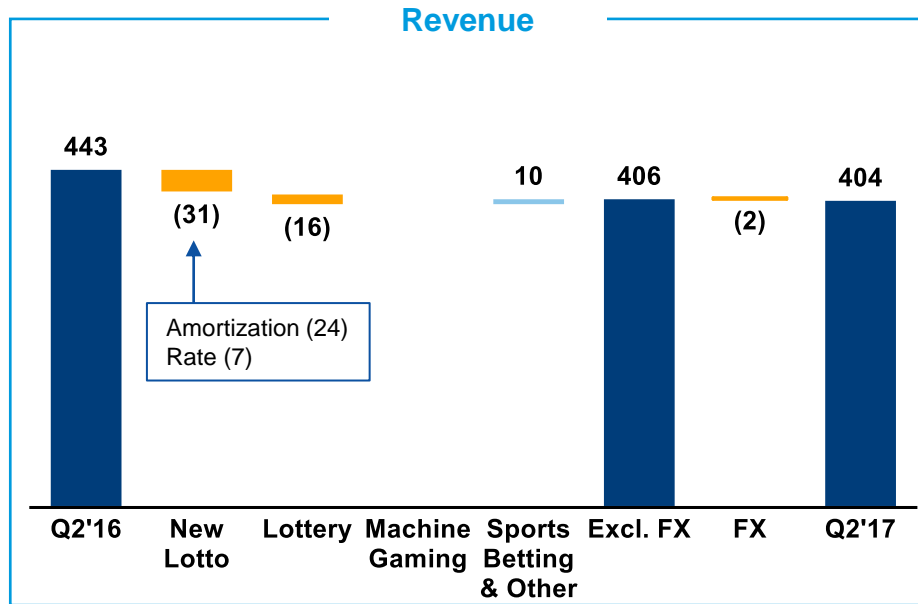 Revenue
443
(31)
(16)
10
406
(2)
404
Amortization (24)
Rate (7)
Q2'16
New
Lotto
Lottery
Machine
Gaming
Sports
Betting
& Other
Excl. FX
FX
Q2'17